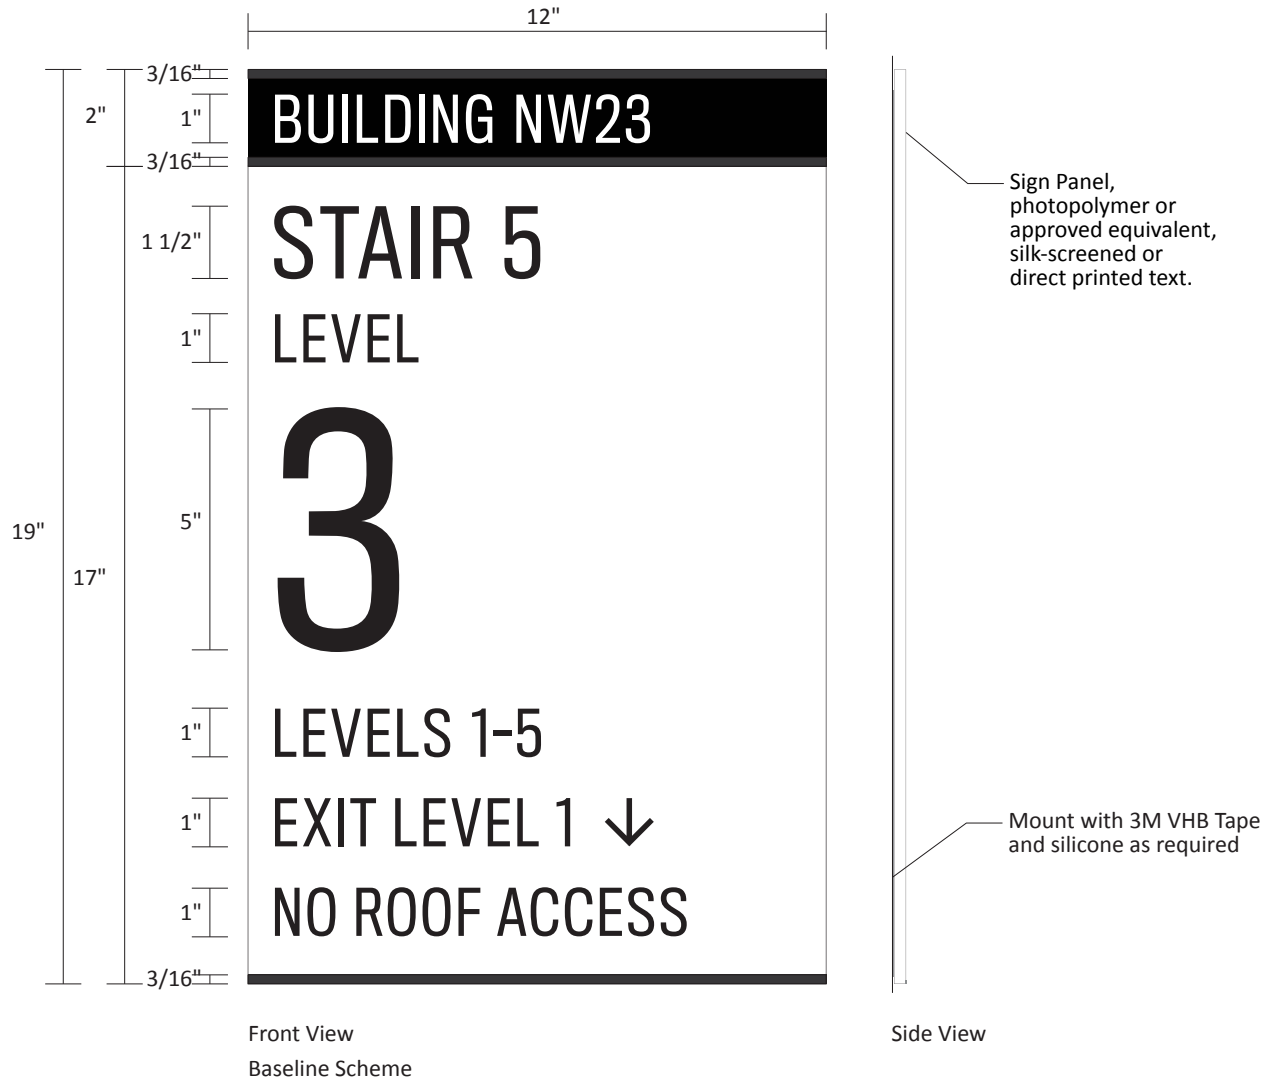 12"
3/16"
2"
1"
BUILDING NW23
3/16"
Sign Panel,
photopolymer or
approved equivalent,
silk-screened or
direct printed text.
1 1/2"
STAIR 5
1"
LEVEL
5"
3
19"
17"
1"
LEVELS 1-5
1"
EXIT LEVEL 1 ↓
Mount with 3M VHB Tape
and silicone as required
1"
NO ROOF ACCESS
3/16"
Front View
Side View
Baseline Scheme